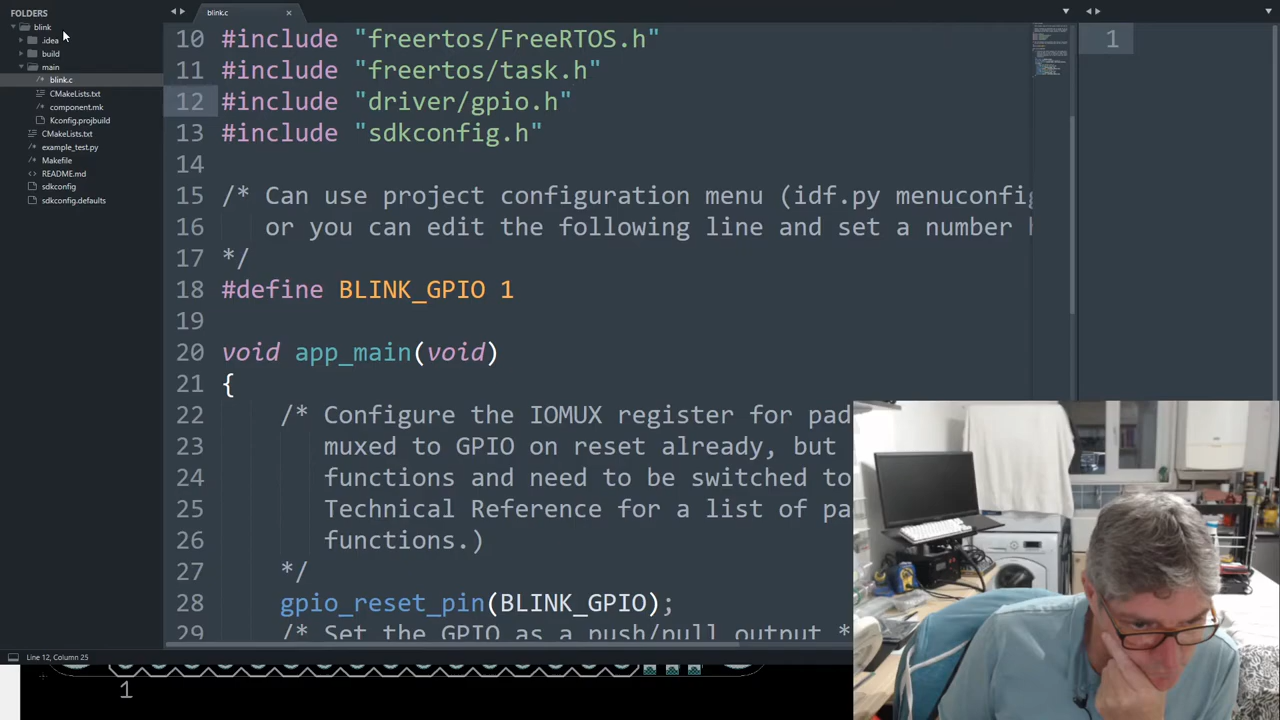 FOLDERS
blink
.idea
build
main
blink.c
CMakeLists.txt
component.mk
Kconfig.projbuild
CMakeLists.txt
example_test.py
Makefile
README.md
sdkconfig
sdkconfig.defaults
blink.c
10 #include "freertos/FreeRTOS.h"
11 #include "freertos/task.h"
12 #include "driver/gpio.h"
13 #include "sdkconfig.h"
14
15 /* Can use project configuration menu (idf.py menuconfig
16 or you can edit the following line and set a number
17 */
18 #define BLINK_GPIO 1
19
20 void app_main(void)
21 {
22 /* Configure the IOMUX register for pad
23 muxed to GPIO on reset already, but
24 functions and need to be switched to
25 Technical Reference for a list of pa
26 functions.)
27 */
28 gpio_reset_pin(BLINK_GPIO);
29 /* Set the GPIO as a push/pull output *
1
Line 12, Column 25
1